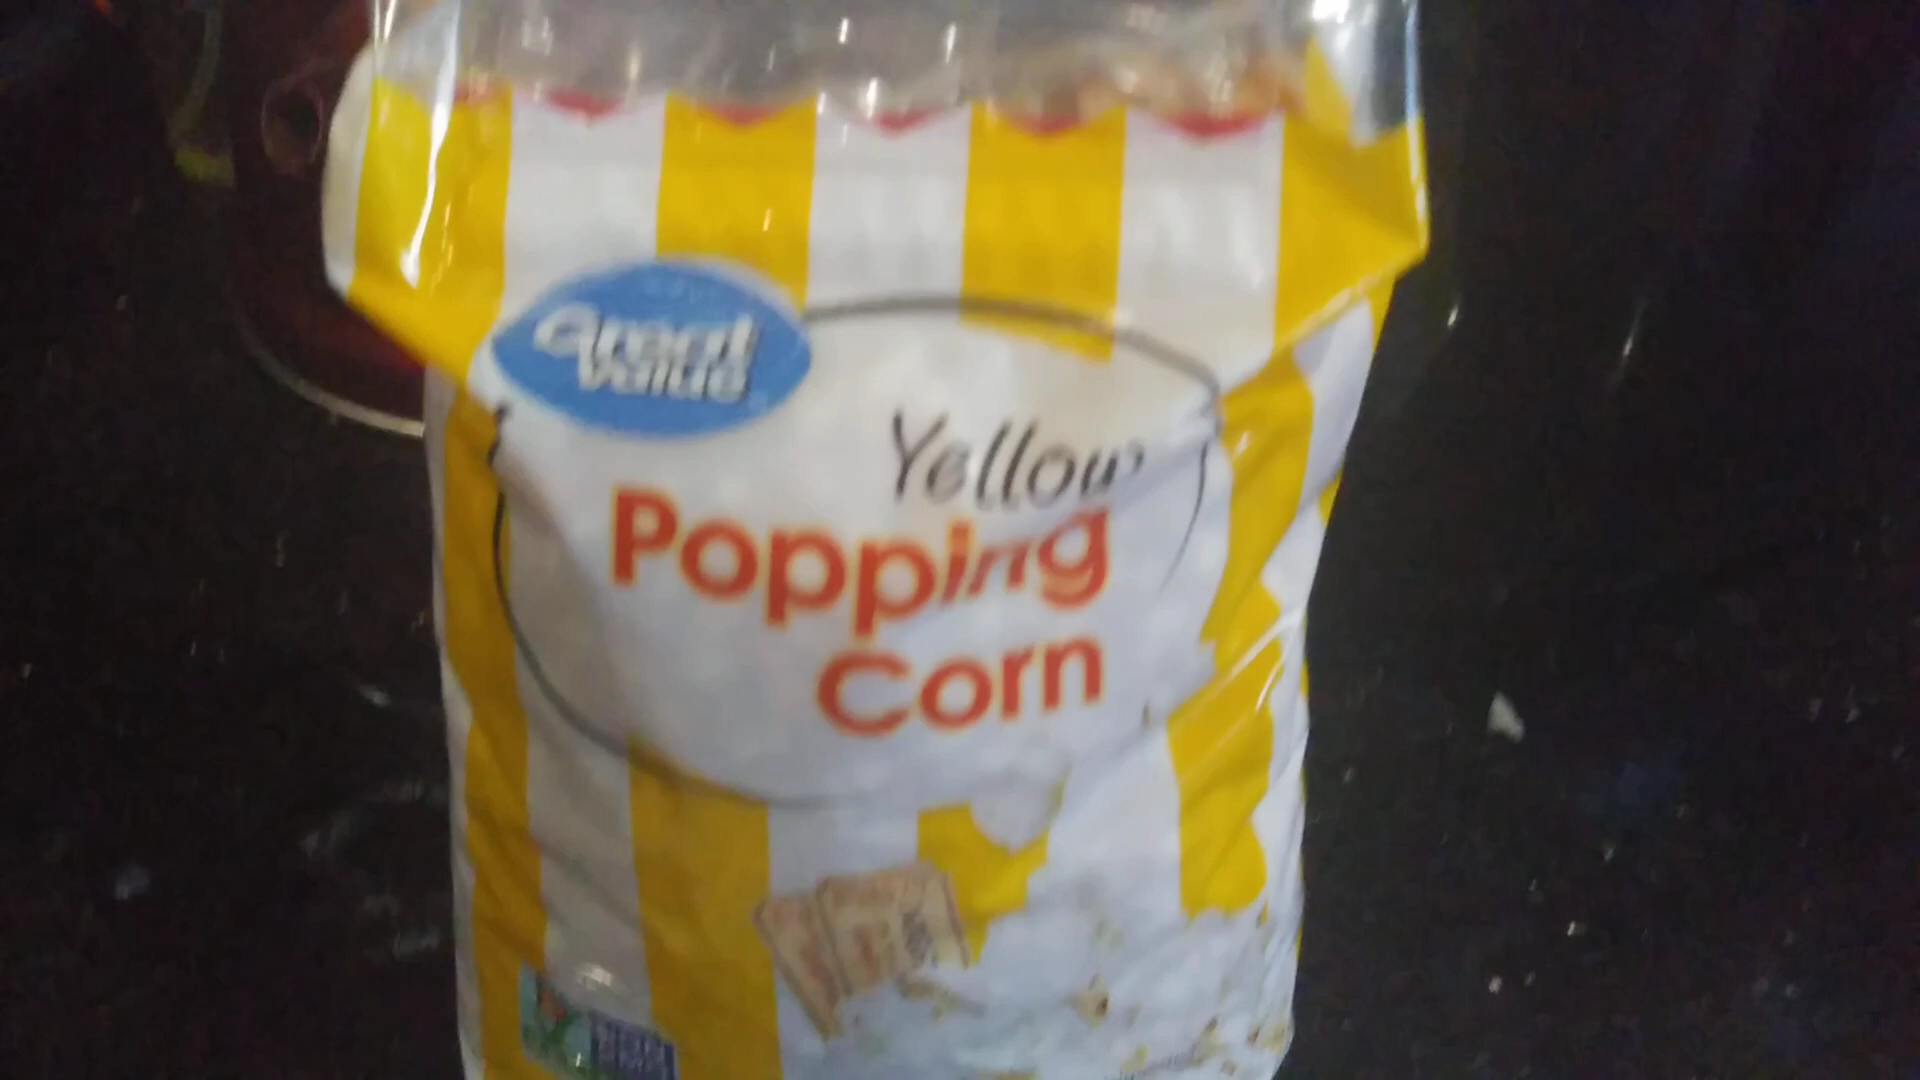 Great
Value
Yellow
Popping
Corn